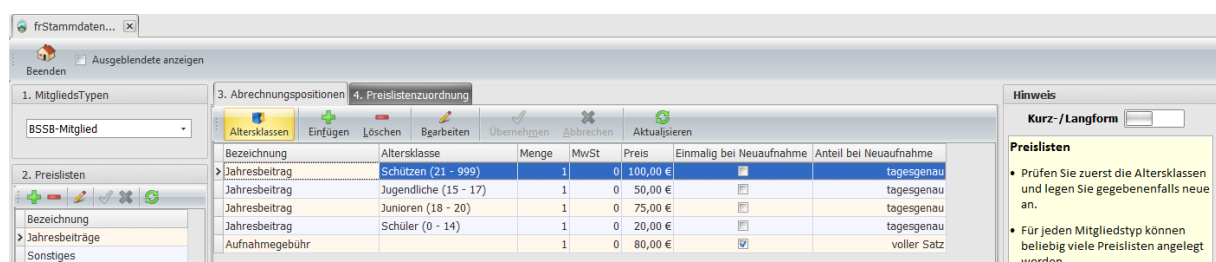 frStammdaten...
Beenden
Ausgeblendete anzeigen
1. MitgliedsTypen
BSSB-Mitglied
2. Preislisten
Bezeichnung
Jahresbeiträge
Sonstiges
3. Abrechnungspositionen 4. Preislistenzuordnung
Altersklassen Einfügen Löschen Bearbeiten Übernehmen Abbrechen Aktualisieren
Bezeichnung Altersklasse Menge MwSt Preis Einmalig bei Neuaufnahme Anteil bei Neuaufnahme
Jahresbeitrag Schützen (21 - 999) 1 0 100,00 € tagesgenau
Jahresbeitrag Jugendliche (15 - 17) 1 0 50,00 € tagesgenau
Jahresbeitrag Junioren (18 - 20) 1 0 75,00 € tagesgenau
Jahresbeitrag Schüler (0 - 14) 1 0 20,00 € tagesgenau
Aufnahmegebühr 1 0 80,00 € voller Satz
Hinweis
Kurz-/Langform
Preislisten
• Prüfen Sie zuerst die Altersklassen
und legen Sie gegebenenfalls neue
an.
• Für jeden Mitgliedstyp können
beliebig viele Preislisten angelegt
werden